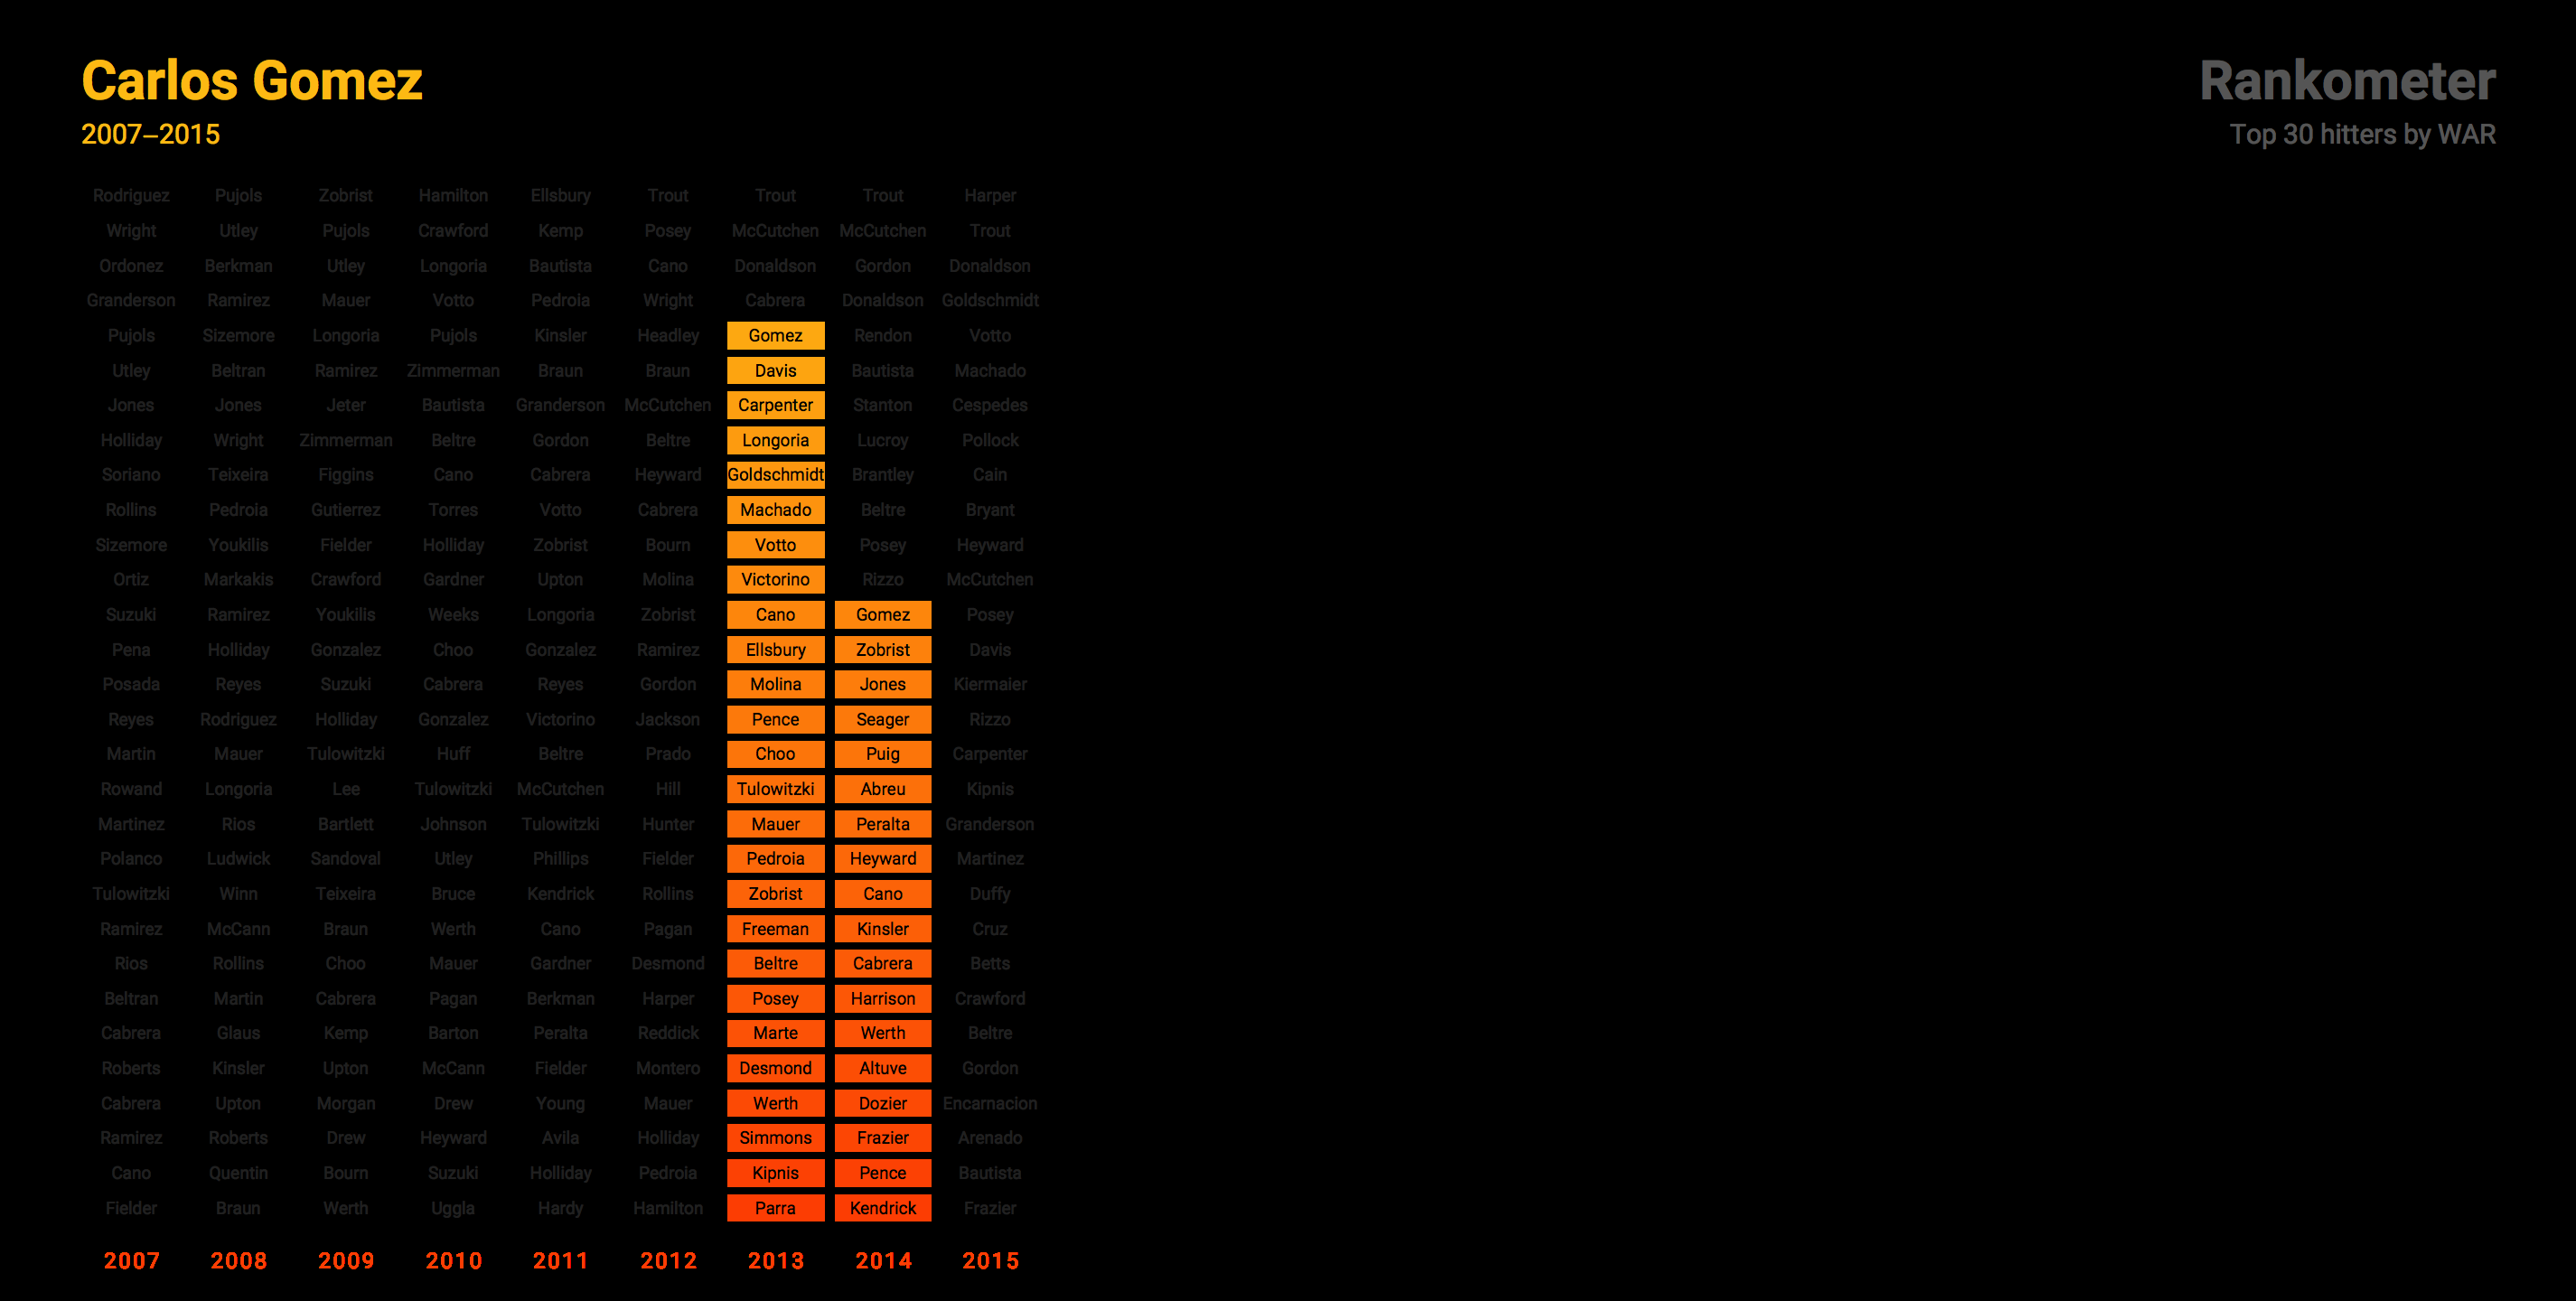 Carlos Gomez
2007–2015
Rankometer
Top 30 hitters by WAR
Rodriguez Pujols Zobrist Hamilton Ellsbury Trout Trout Trout Harper
Wright Utley Pujols Crawford Kemp Posey McCutchen McCutchen Trout
Ordonez Berkman Utley Longoria Bautista Cano Donaldson Gordon Donaldson
Granderson Ramirez Mauer Votto Pedroia Wright Cabrera Donaldson Goldschmidt
Pujols Sizemore Longoria Pujols Kinsler Headley Gomez Rendon Votto
Utley Beltran Ramirez Zimmerman Braun Braun Davis Bautista Machado
Jones Jones Jeter Bautista Granderson McCutchen Carpenter Stanton Cespedes
Holliday Wright Zimmerman Beltre Gordon Beltre Longoria Lucroy Pollock
Soriano Teixeira Figgins Cano Cabrera Heyward Goldschmidt Brantley Cain
Rollins Pedroia Gutierrez Torres Votto Cabrera Machado Beltre Bryant
Sizemore Youkilis Fielder Holliday Zobrist Bourn Votto Posey Heyward
Ortiz Markakis Crawford Gardner Upton Molina Victorino Rizzo McCutchen
Suzuki Ramirez Youkilis Weeks Longoria Zobrist Cano Gomez Posey
Pena Holliday Gonzalez Choo Gonzalez Ramirez Ellsbury Zobrist Davis
Posada Reyes Suzuki Cabrera Reyes Gordon Molina Jones Kiermaier
Reyes Rodriguez Holliday Gonzalez Victorino Jackson Pence Seager Rizzo
Martin Mauer Tulowitzki Huff Beltre Prado Choo Puig Carpenter
Rowand Longoria Lee Tulowitzki McCutchen Hill Tulowitzki Abreu Kipnis
Martinez Rios Bartlett Johnson Tulowitzki Hunter Mauer Peralta Granderson
Polanco Ludwick Sandoval Utley Phillips Fielder Pedroia Heyward Martinez
Tulowitzki Winn Teixeira Bruce Kendrick Rollins Zobrist Cano Duffy
Ramirez McCann Braun Werth Cano Pagan Freeman Kinsler Cruz
Rios Rollins Choo Mauer Gardner Desmond Beltre Cabrera Betts
Beltran Martin Cabrera Pagan Berkman Harper Posey Harrison Crawford
Cabrera Glaus Kemp Barton Peralta Reddick Marte Werth Beltre
Roberts Kinsler Upton McCann Fielder Montero Desmond Altuve Gordon
Cabrera Upton Morgan Drew Young Mauer Werth Dozier Encarnacion
Ramirez Roberts Drew Heyward Avila Holliday Simmons Frazier Arenado
Cano Quentin Bourn Suzuki Holliday Pedroia Kipnis Pence Bautista
Fielder Braun Werth Uggla Hardy Hamilton Parra Kendrick Frazier
2007 2008 2009 2010 2011 2012 2013 2014 2015